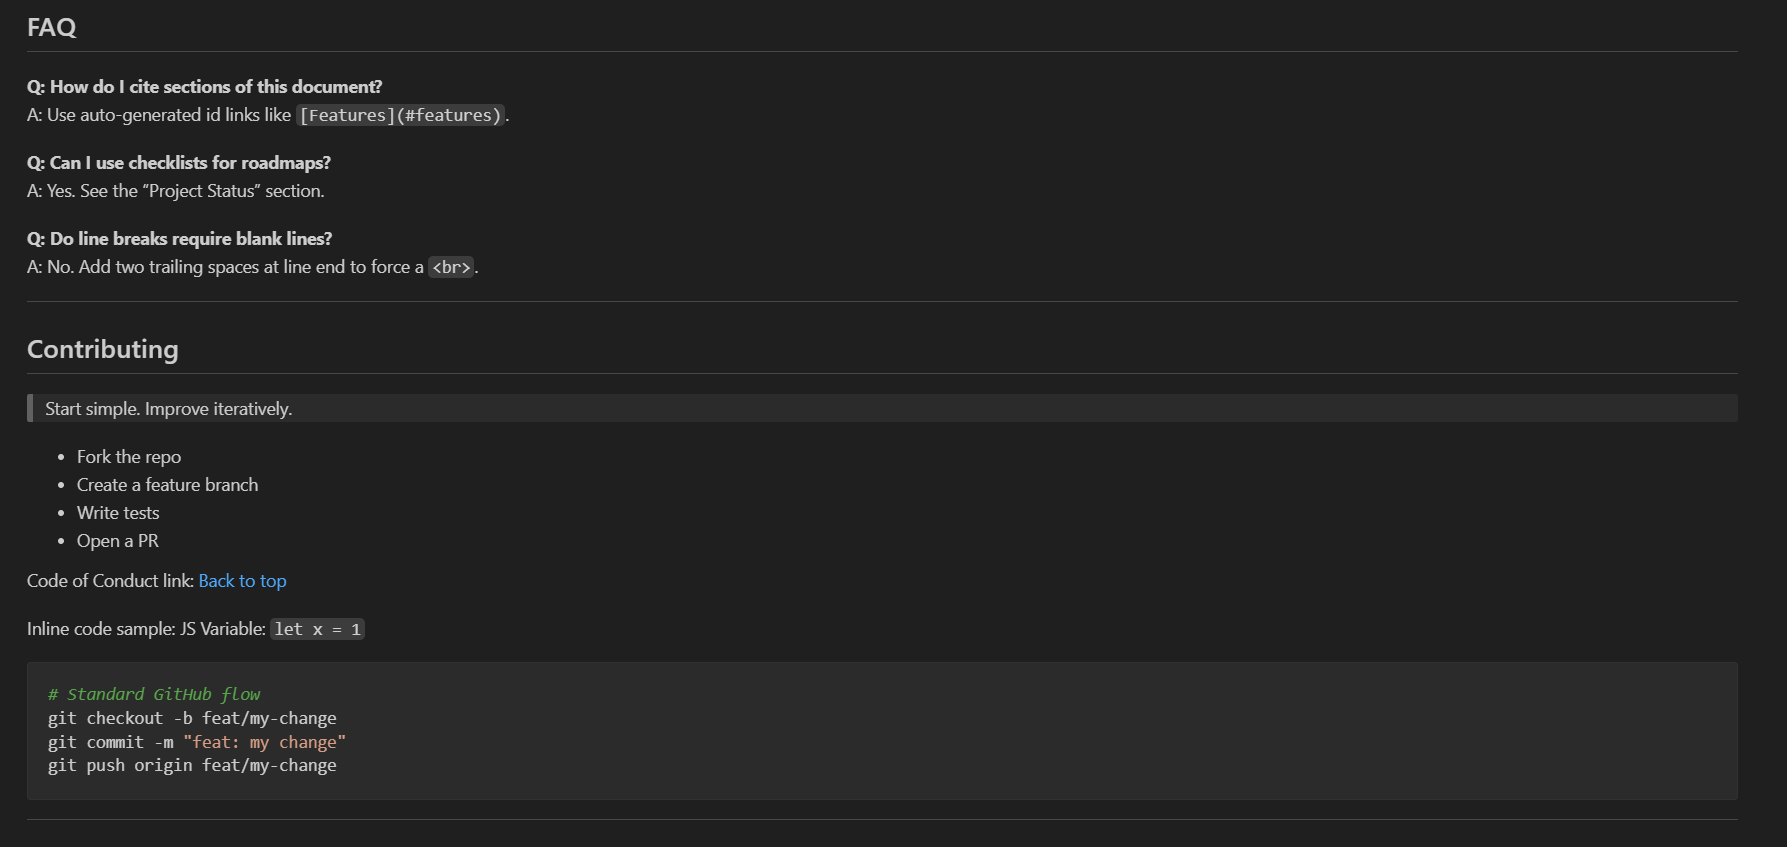 FAQ
Q: How do I cite sections of this document?
A: Use auto-generated id links like [Features](#features).
Q: Can I use checklists for roadmaps?
A: Yes. See the “Project Status” section.
Q: Do line breaks require blank lines?
A: No. Add two trailing spaces at line end to force a <br>.
Contributing
Start simple. Improve iteratively.
• Fork the repo
• Create a feature branch
• Write tests
• Open a PR
Code of Conduct link: Back to top
Inline code sample: JS Variable: let x = 1
# Standard GitHub flow
git checkout -b feat/my-change
git commit -m "feat: my change"
git push origin feat/my-change